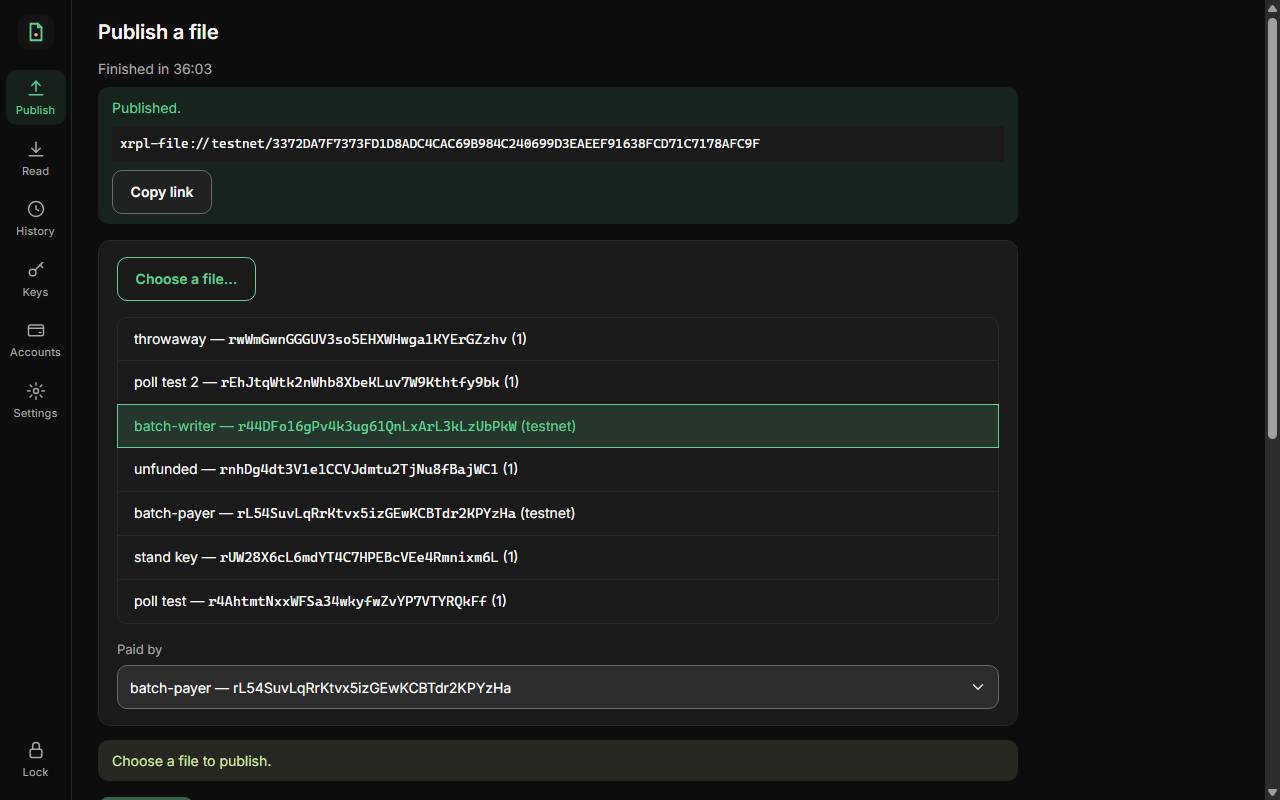 Publish a file
Finished in 36:03
Published.
xrpl-file://testnet/3372DA7F7373FD1D8ADC4CAC69B984C240699D3EAEEF91638FCD71C7178AFC9F
Copy link
Choose a file...
throwaway — rwWmGwnGGGUV3so5EHXWHwga1KYErGZzhv (1)
poll test 2 — rEhJtqWtk2nWhb8XbeKLuv7W9Kthtfy9bk (1)
batch-writer — r44DFo16gPv4k3ug61QnLxArL3kLzUbPkW (testnet)
unfunded — rnhDg4dt3V1e1CCVJdmtu2TjNu8fBajWC1 (1)
batch-payer — rL54SuvLqRrKtvx5izGEwKCBTdr2KPYzHa (testnet)
stand key — rUW28X6cL6mdYT4C7HPEBcVEe4Rmnixm6L (1)
poll test — r4AhtmtNxxWFSa34wkyfwZvYP7VTYRQkFf (1)
Paid by
batch-payer — rL54SuvLqRrKtvx5izGEwKCBTdr2KPYzHa
Choose a file to publish.
Publish
Read
History
Keys
Accounts
Settings
Lock